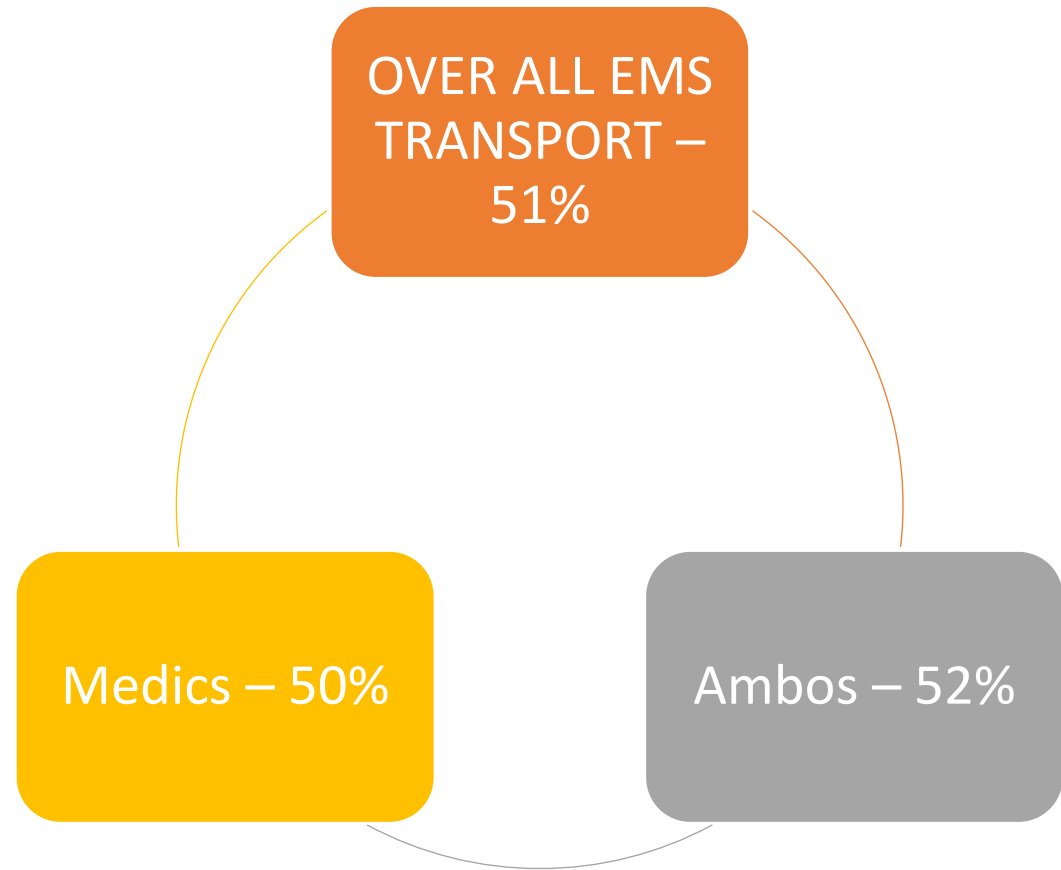 OVER ALL EMS
TRANSPORT –
51%
Medics – 50%
Ambos – 52%